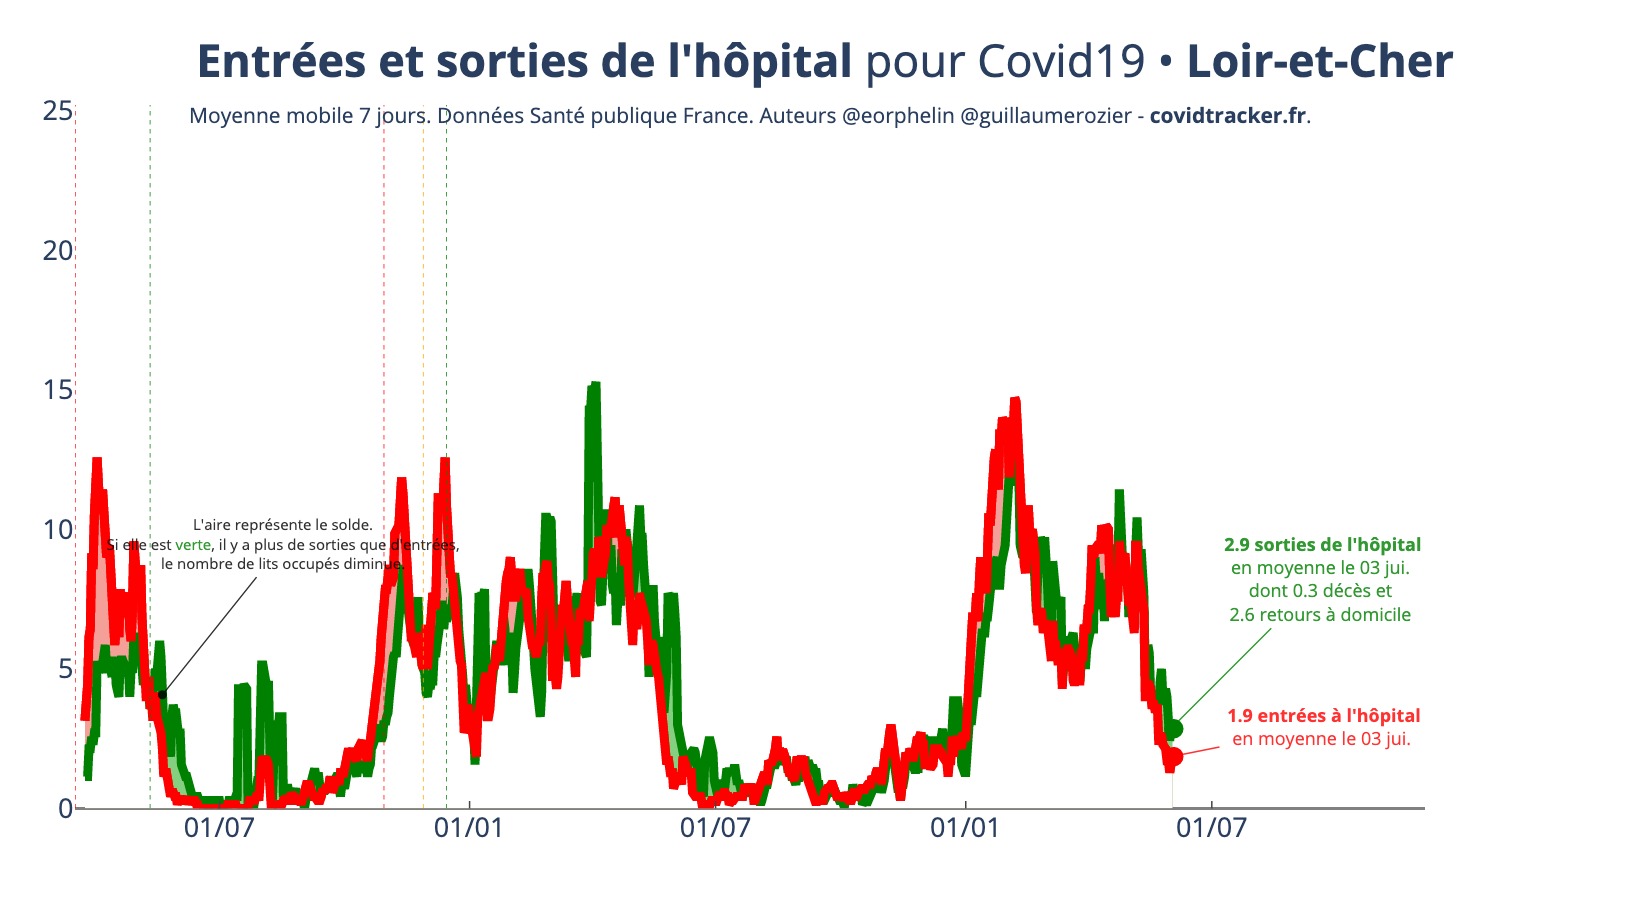 Entrées et sorties de l'hôpital pour Covid19 • Loir-et-Cher
Moyenne mobile 7 jours. Données Santé publique France. Auteurs @eorphelin @guillaumerozier - covidtracker.fr.
25
20
15
10
5
0
L'aire représente le solde.
Si elle est verte, il y a plus de sorties que d'entrées,
le nombre de lits occupés diminue.
2.9 sorties de l'hôpital
en moyenne le 03 jui.
dont 0.3 décès et
2.6 retours à domicile
1.9 entrées à l'hôpital
en moyenne le 03 jui.
01/07 01/01 01/07 01/01 01/07